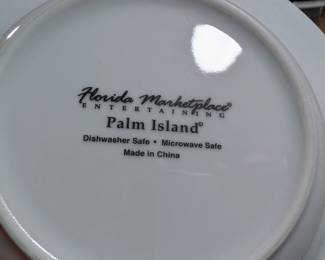 Florida Marketplace®
ENTERTAINING
Palm Island©
Dishwasher Safe • Microwave Safe
Made in China